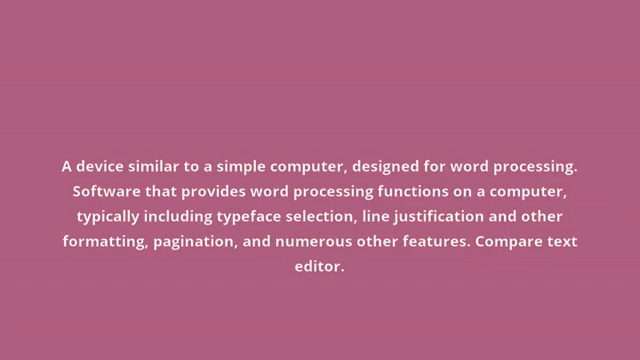 A device similar to a simple computer, designed for word processing.
Software that provides word processing functions on a computer,
typically including typeface selection, line justification and other
formatting, pagination, and numerous other features. Compare text
editor.